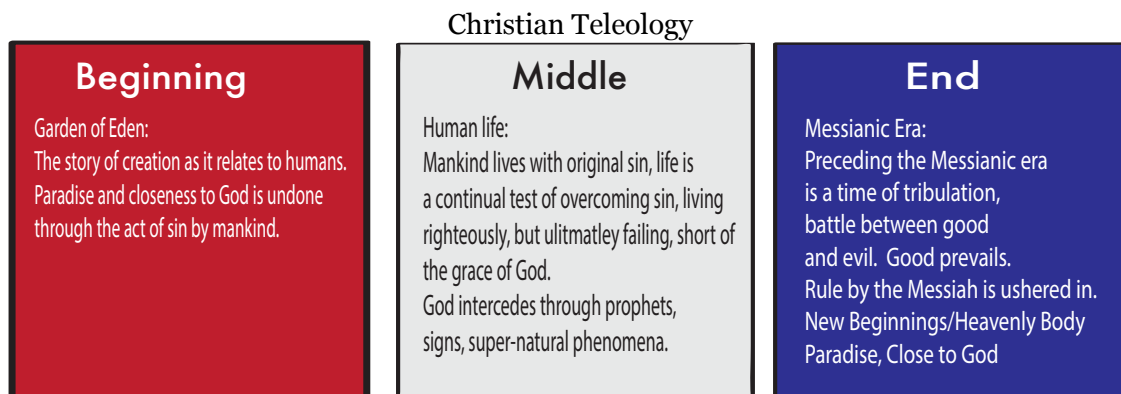 Christian Teleology
Beginning
Garden of Eden:
The story of creation as it relates to humans.
Paradise and closeness to God is undone
through the act of sin by mankind.
Middle
Human life:
Mankind lives with original sin, life is
a continual test of overcoming sin, living
righteously, but ulitmatley failing, short of
the grace of God.
God intercedes through prophets,
signs, super-natural phenomena.
End
Messianic Era:
Preceding the Messianic era
is a time of tribulation,
battle between good
and evil.  Good prevails.
Rule by the Messiah is ushered in.
New Beginnings/Heavenly Body
Paradise, Close to God